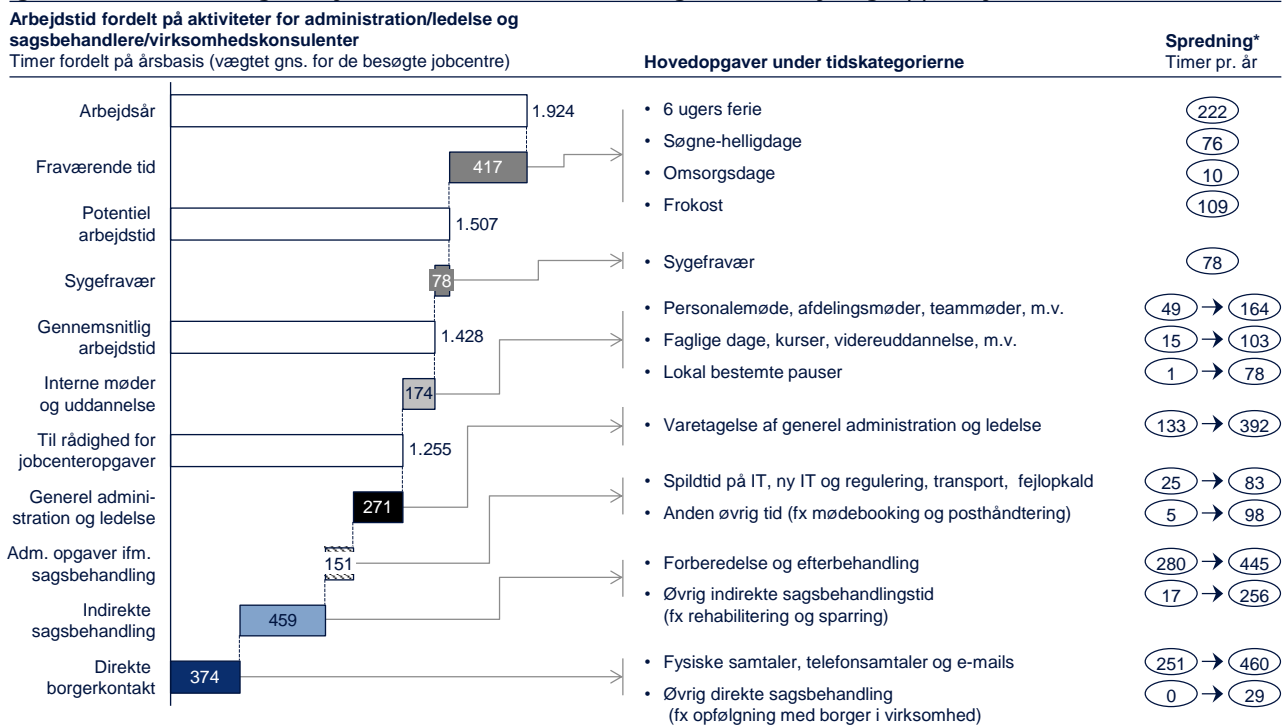 Arbejdstid fordelt på aktiviteter for administration/ledelse og
sagsbehandlere/virksomhedskonsulenter
Timer fordelt på årsbasis (vægtet gns. for de besøgte jobcentre)
Hovedopgaver under tidskategorierne
Spredning*
Timer pr. år
Arbejdsår
1.924
Fraværende tid
417
• 6 ugers ferie
222
• Søgne-helligdage
76
• Omsorgsdage
10
• Frokost
109
Potentiel
arbejdstid
1.507
Sygefravær
78
• Sygefravær
78
Gennemsnitlig
arbejdstid
1.428
Interne møder
og uddannelse
174
• Personalemøde, afdelingsmøder, teammøder, m.v.
49 → 164
• Faglige dage, kurser, videreuddannelse, m.v.
15 → 103
• Lokal bestemte pauser
1 → 78
Til rådighed for
jobcenteropgaver
1.255
Generel admini-
stration og ledelse
271
• Varetagelse af generel administration og ledelse
133 → 392
Adm. opgaver ifm.
sagsbehandling
151
• Spildtid på IT, ny IT og regulering, transport, fejlopkald
25 → 83
• Anden øvrig tid (fx mødebooking og posthåndtering)
5 → 98
Indirekte
sagsbehandling
459
• Forberedelse og efterbehandling
280 → 445
• Øvrig indirekte sagsbehandlingstid
(fx rehabilitering og sparring)
17 → 256
Direkte
borgerkontakt
374
• Fysiske samtaler, telefonsamtaler og e-mails
251 → 460
• Øvrig direkte sagsbehandling
(fx opfølgning med borger i virksomhed)
0 → 29